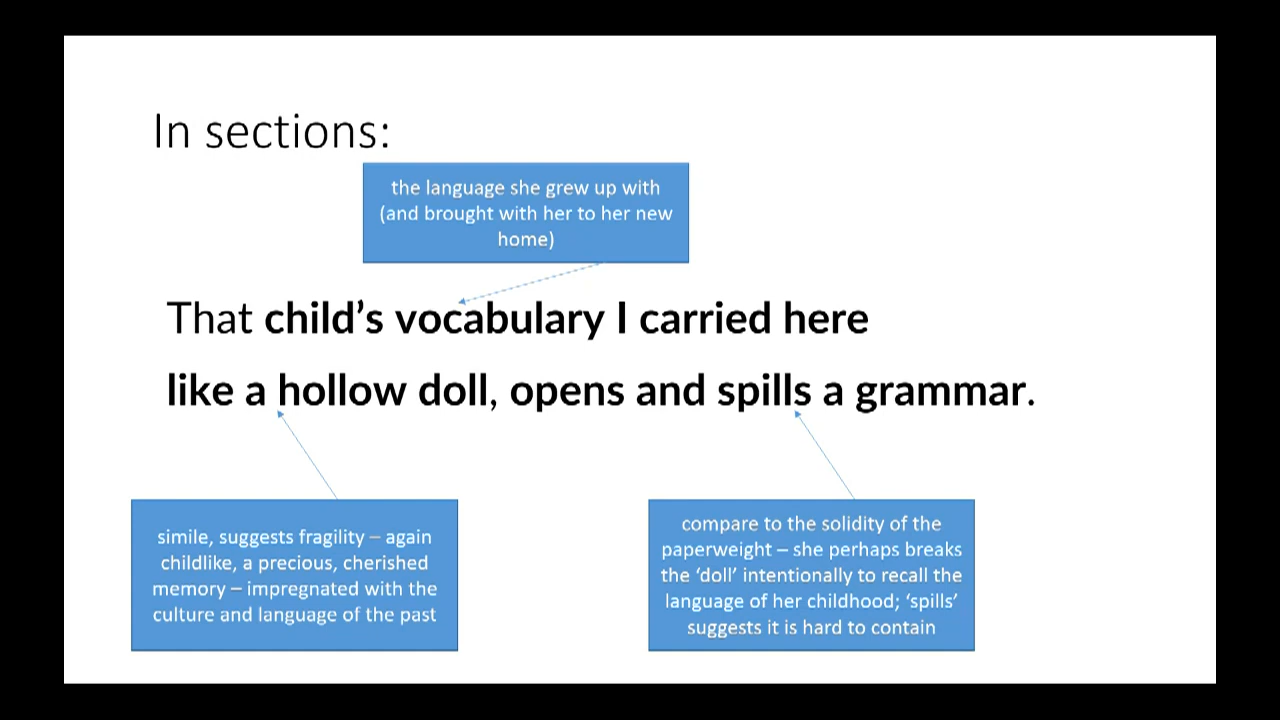 In sections:
the language she grew up with
(and brought with her to her new
home)
That child’s vocabulary I carried here
like a hollow doll, opens and spills a grammar.
simile, suggests fragility – again
childlike, a precious, cherished
memory – impregnated with the
culture and language of the past
compare to the solidity of the
paperweight – she perhaps breaks
the ‘doll’ intentionally to recall the
language of her childhood; ‘spills’
suggests it is hard to contain